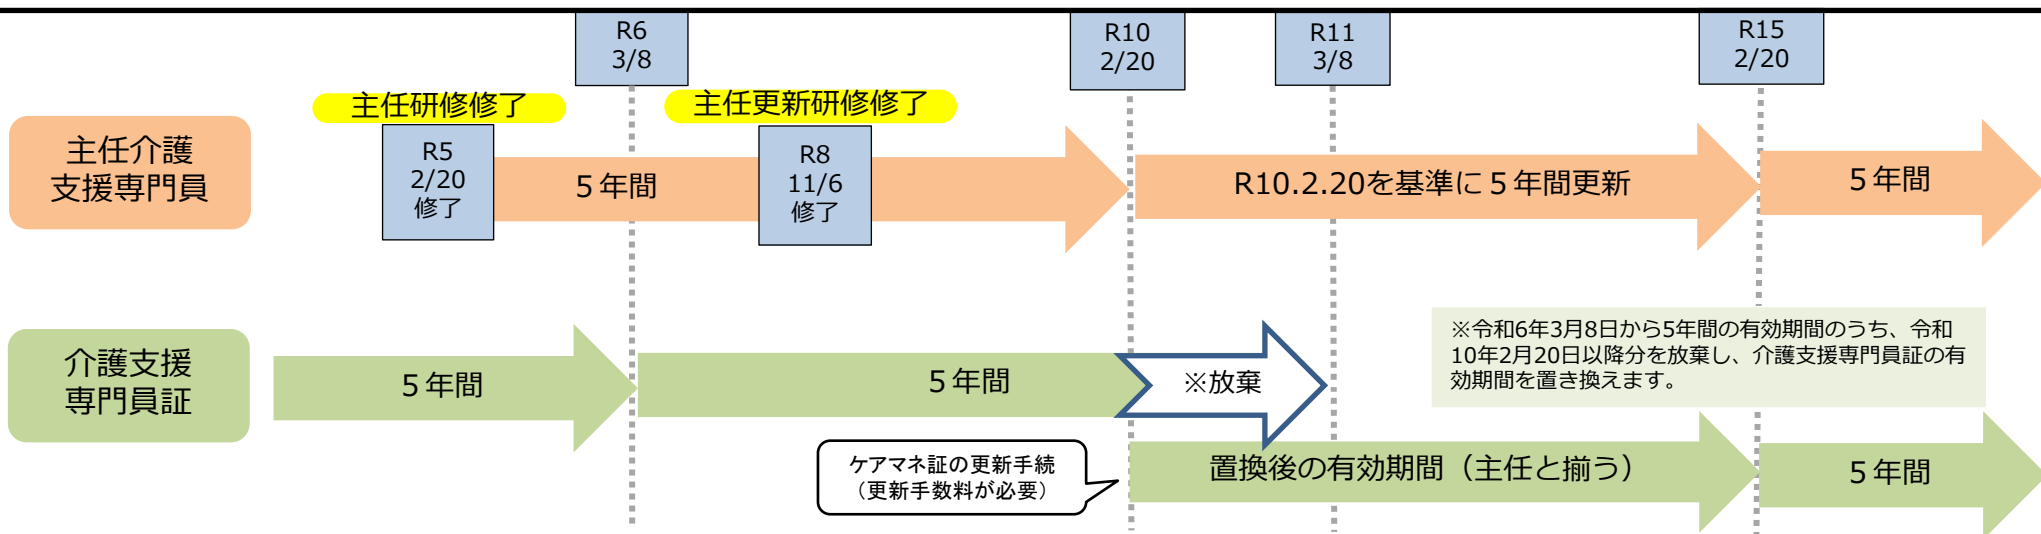 R6
3/8
R10
2/20
R11
3/8
R15
2/20
主任研修修了
主任更新研修修了
主任介護
支援専門員
R5
2/20
修了
５年間
R8
11/6
修了
R10.2.20を基準に５年間更新
５年間
介護支援
専門員証
５年間
５年間
※放棄
※令和6年3月8日から5年間の有効期間のうち、令和
10年2月20日以降分を放棄し、介護支援専門員証の有
効期間を置き換えます。
ケアマネ証の更新手続
（更新手数料が必要）
置換後の有効期間（主任と揃う）
５年間